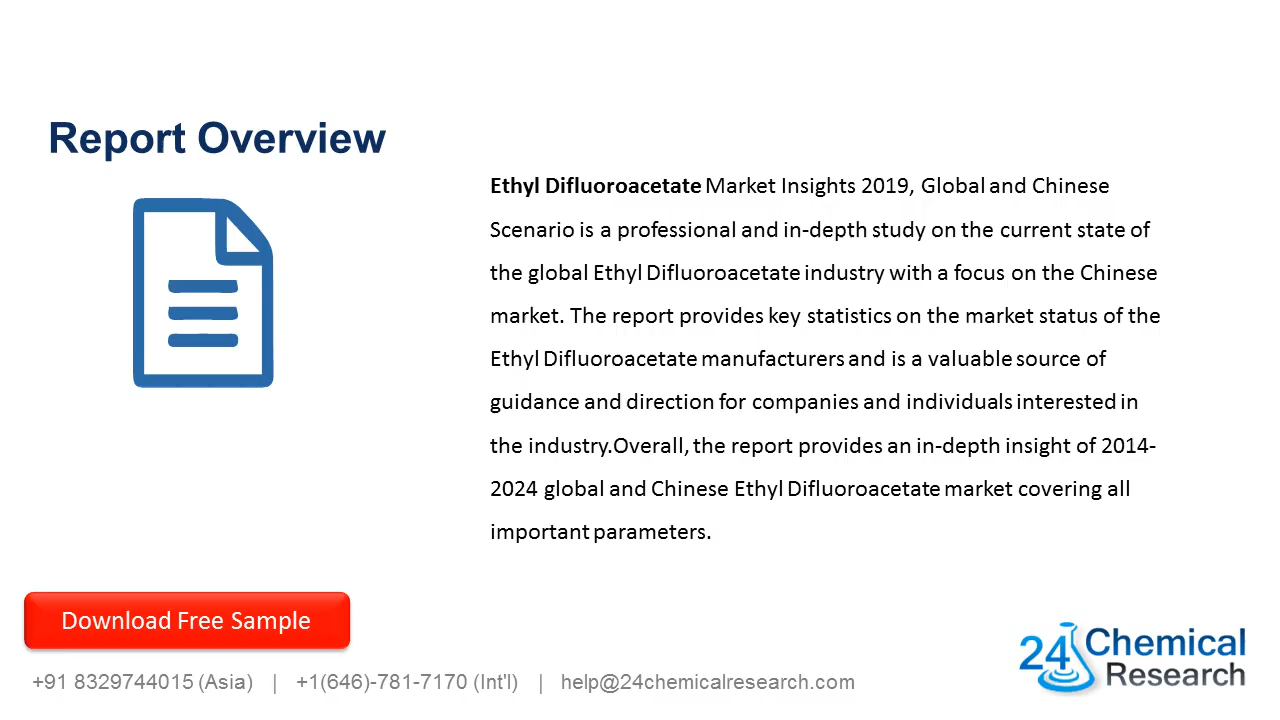 Report Overview
Ethyl Difluoroacetate Market Insights 2019, Global and Chinese
Scenario is a professional and in-depth study on the current state of
the global Ethyl Difluoroacetate industry with a focus on the Chinese
market. The report provides key statistics on the market status of the
Ethyl Difluoroacetate manufacturers and is a valuable source of
guidance and direction for companies and individuals interested in
the industry.Overall, the report provides an in-depth insight of 2014-
2024 global and Chinese Ethyl Difluoroacetate market covering all
important parameters.
Download Free Sample
24 Chemical
Research
+91 8329744015 (Asia) | +1(646)-781-7170 (Int'l) | help@24chemicalresearch.com